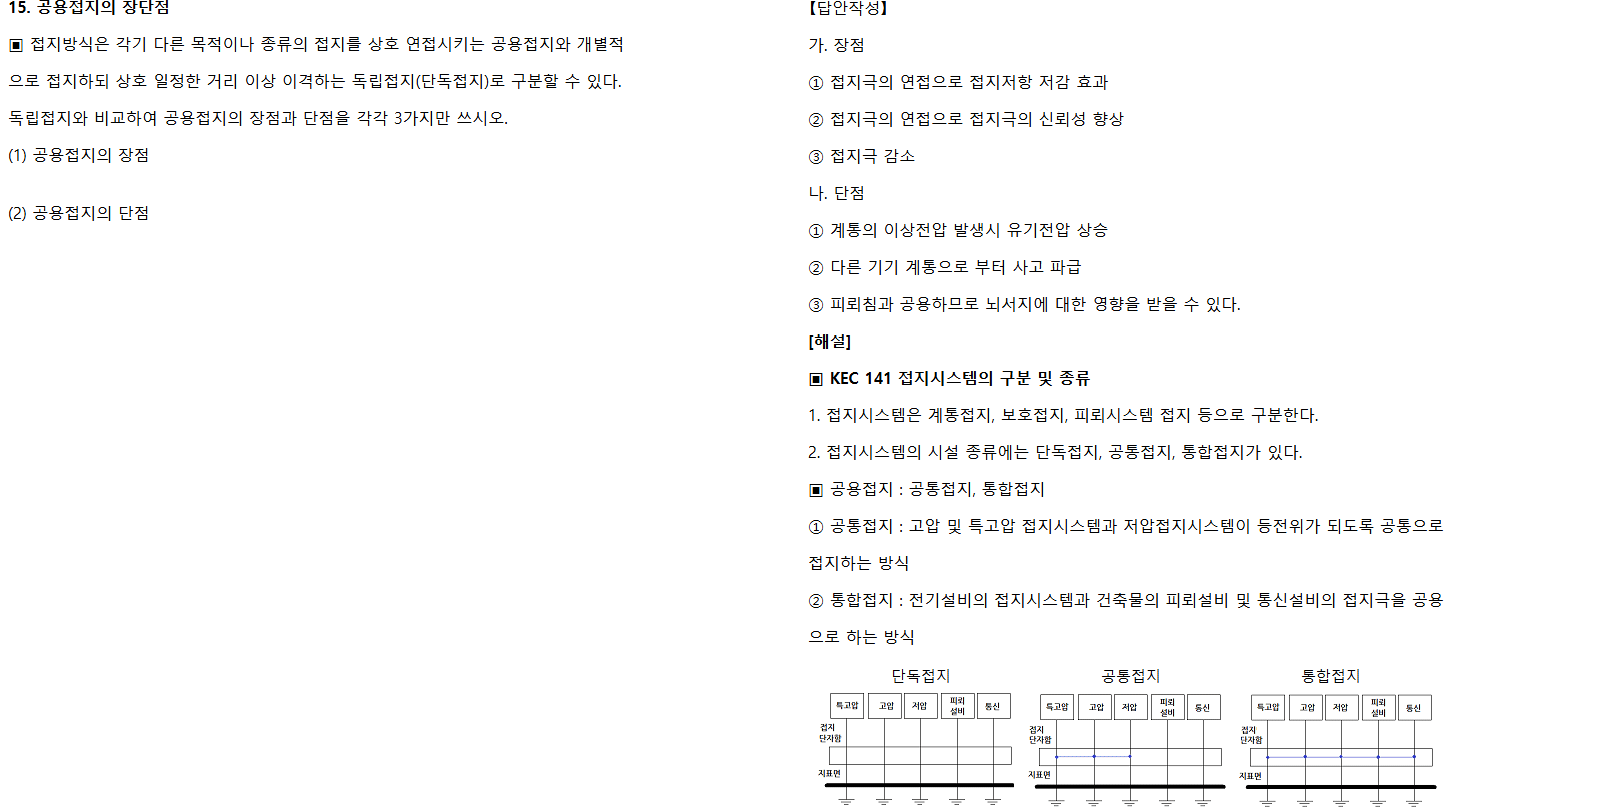 15. 공용접지의 장단점
▣ 접지방식은 각기 다른 목적이나 종류의 접지를 상호 연접시키는 공용접지와 개별적
으로 접지하되 상호 일정한 거리 이상 이격하는 독립접지(단독접지)로 구분할 수 있다.
독립접지와 비교하여 공용접지의 장점과 단점을 각각 3가지만 쓰시오.
(1) 공용접지의 장점
(2) 공용접지의 단점
【답안작성】
가. 장점
① 접지극의 연접으로 접지저항 저감 효과
② 접지극의 연접으로 접지극의 신뢰성 향상
③ 접지극 감소
나. 단점
① 계통의 이상전압 발생시 유기전압 상승
② 다른 기기 계통으로 부터 사고 파급
③ 피뢰침과 공용하므로 뇌서지에 대한 영향을 받을 수 있다.
[해설]
▣ KEC 141 접지시스템의 구분 및 종류
1. 접지시스템은 계통접지, 보호접지, 피뢰시스템 접지 등으로 구분한다.
2. 접지시스템의 시설 종류에는 단독접지, 공통접지, 통합접지가 있다.
▣ 공용접지 : 공통접지, 통합접지
① 공통접지 : 고압 및 특고압 접지시스템과 저압접지시스템이 등전위가 되도록 공통으로
접지하는 방식
② 통합접지 : 전기설비의 접지시스템과 건축물의 피뢰설비 및 통신설비의 접지극을 공용
으로 하는 방식
단독접지
특고압 고압 저압 피뢰
설비 통신
접지
단자함
지표면
공통접지
특고압 고압 저압 피뢰
설비 통신
접지
단자함
지표면
통합접지
특고압 고압 저압 피뢰
설비 통신
접지
단자함
지표면